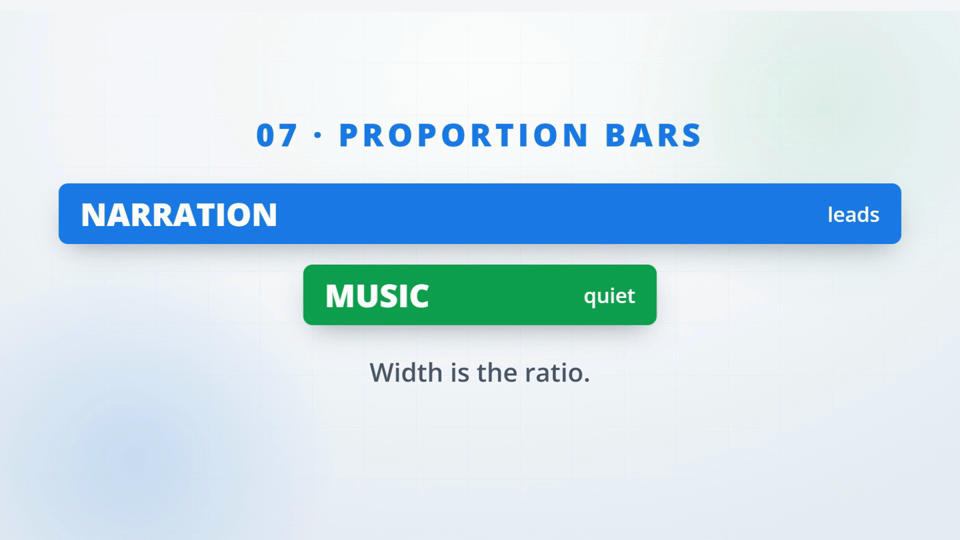 07 · PROPORTION BARS
NARRATION leads
MUSIC quiet
Width is the ratio.